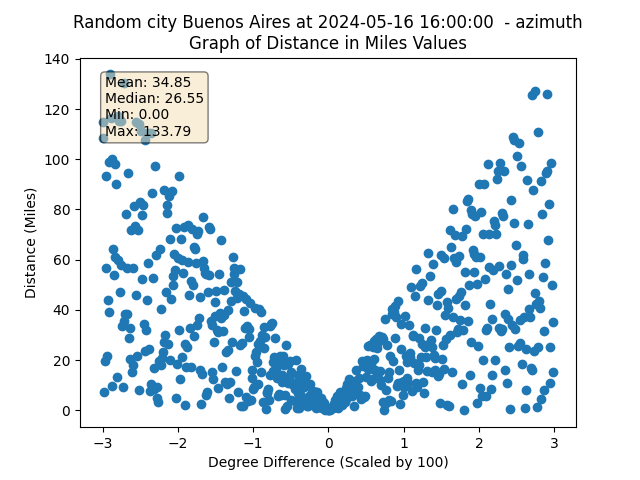 Random city Buenos Aires at 2024-05-16 16:00:00  - azimuth
Graph of Distance in Miles Values
Mean: 34.85
Median: 26.55
Min: 0.00
Max: 133.79
Distance (Miles)
140
120
100
80
60
40
20
0
−3
−2
−1
0
1
2
3
Degree Difference (Scaled by 100)